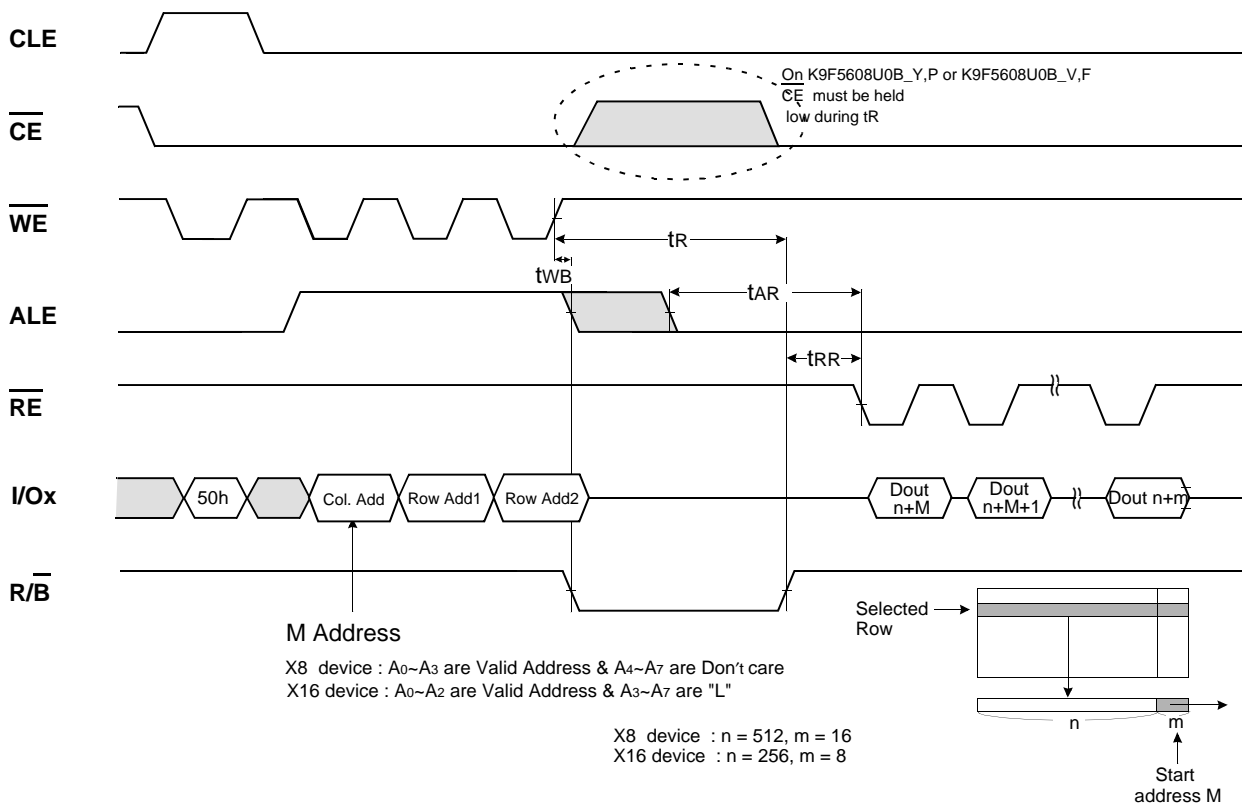 CLE
On K9F5608U0B_Y,P or K9F5608U0B_V,F
CE must be held
low during tR
CE
WE
tR
tWB
ALE
tAR
tRR
RE
I/Ox
50h
Col. Add
Row Add1
Row Add2
Dout
n+M
Dout
n+M+1
Dout n+m
R/B
Selected
Row
M Address
X8 device : A0~A3 are Valid Address & A4~A7 are Don't care
X16 device : A0~A2 are Valid Address & A3~A7 are "L"
n
m
X8 device : n = 512, m = 16
X16 device : n = 256, m = 8
Start
address M